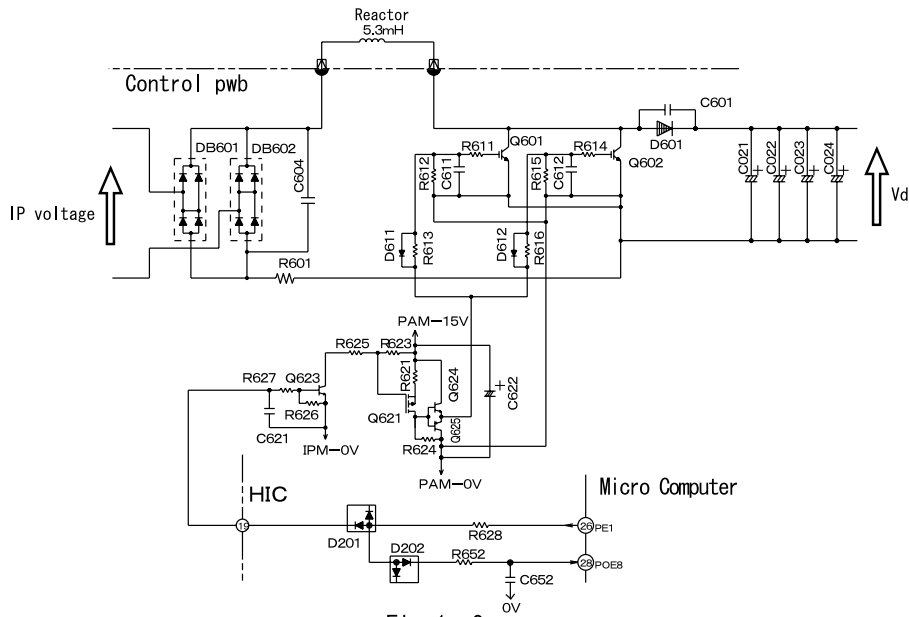 Reactor
5.3mH
Control pwb
C601
D601
Q601
R611
R612
C611
Q602
R614
R615
C612
DB601
DB602
C604
C021
C022
C023
C024
IP voltage
Vd
D611
R613
D612
R616
R601
PAM-15V
R625
R623
R621
Q624
C622
R627
Q623
R626
Q621
Q625
C621
R624
IPM-0V
PAM-0V
HIC
Micro Computer
19
26 PE1
D201
R628
D202
R652
28 POE8
C652
0V